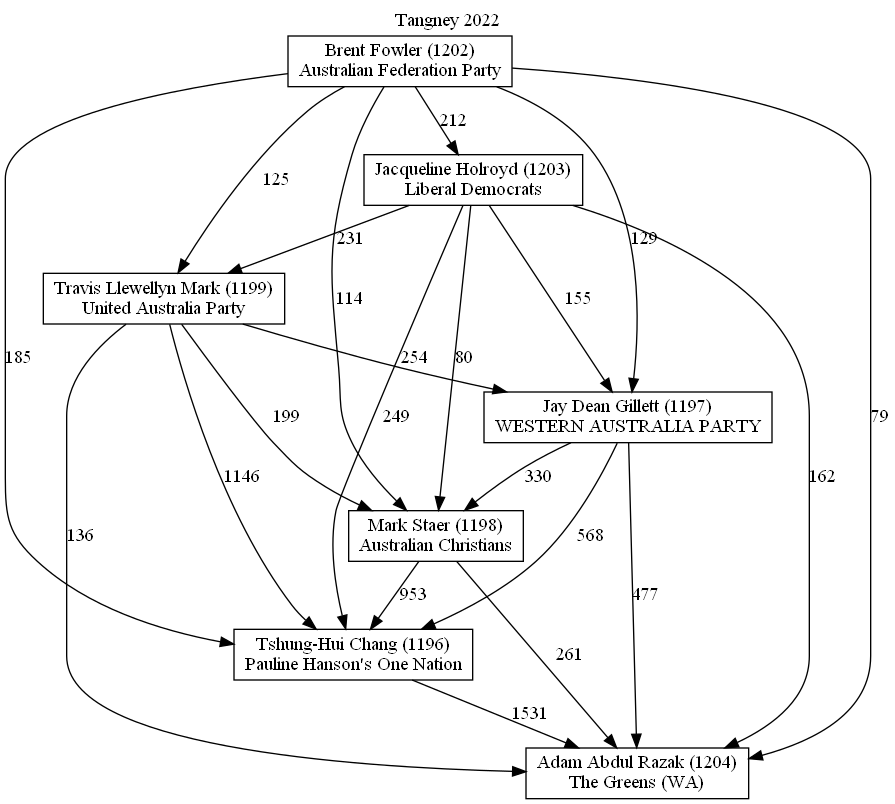 Tangney 2022
Brent Fowler (1202)
Australian Federation Party
212
125
Jacqueline Holroyd (1203)
Liberal Democrats
231
129
Travis Llewellyn Mark (1199)
United Australia Party
114
155
185
254
80
79
Jay Dean Gillett (1197)
WESTERN AUSTRALIA PARTY
199
249
1146
330
162
Mark Staer (1198)
Australian Christians
136
568
953
477
Tshung-Hui Chang (1196)
Pauline Hanson's One Nation
261
1531
Adam Abdul Razak (1204)
The Greens (WA)